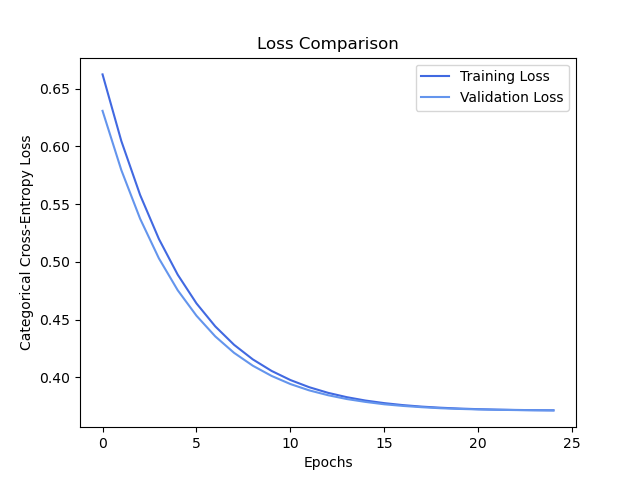 Loss Comparison
Training Loss
Validation Loss
Categorical Cross-Entropy Loss
0.65
0.60
0.55
0.50
0.45
0.40
0
5
10
15
20
25
Epochs